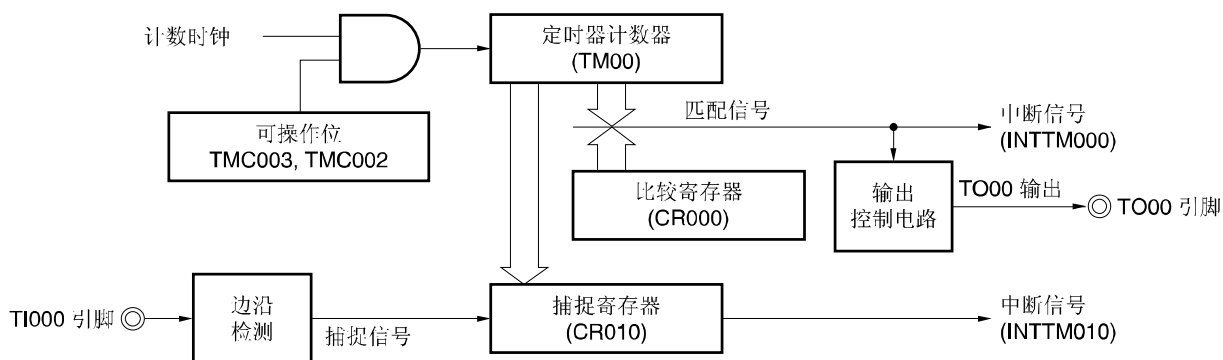 计数时钟
定时器计数器
(TM00)
可操作位
TMC003, TMC002
匹配信号
中断信号
(INTTM000)
比较寄存器
(CR000)
输出
控制电路
TO00 输出
TO00 引脚
TI000 引脚
边沿
检测
捕捉信号
捕捉寄存器
(CR010)
中断信号
(INTTM010)